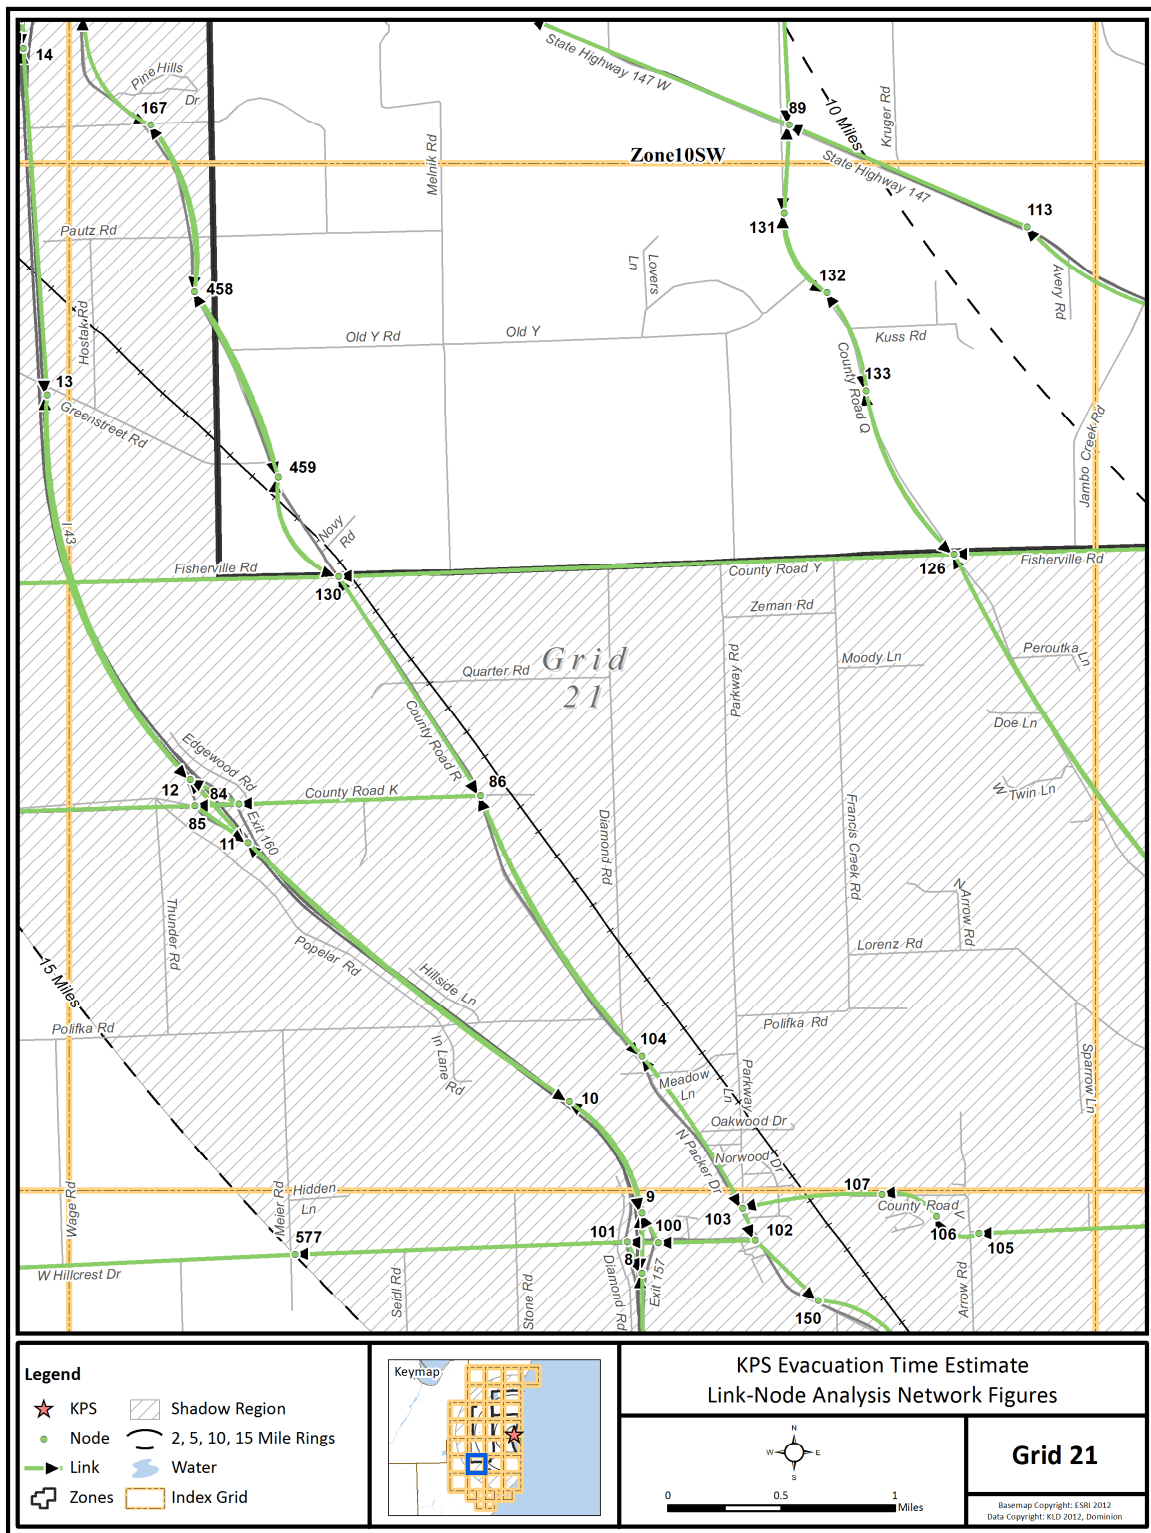 14
Pine Hills
Dr
167
State Highway 147 W
89
10 Miles
Kruger Rd
Zone10SW
State Highway 147
Melnik Rd
113
131
Pautz Rd
Lovers
Ln
132
Avery Rd
458
Hostak Rd
Old Y Rd
Old Y
Kuss Rd
County Road Q
133
13
Greenstreet Rd
Jambo Creek Rd
459
I 43
Novy
Rd
Fisherville Rd
130
County Road Y
126
Fisherville Rd
Zeman Rd
Grid
21
Quarter Rd
Parkway Rd
Moody Ln
Peroutka
Ln
County Road R
Doe Ln
Edgewood Rd
12
84
County Road K
86
W Twin Ln
85
11
Exit 160
Diamond Rd
Francis Creek Rd
Thunder Rd
N Arrow Rd
Popelar Rd
Lorenz Rd
15 Miles
Hillside Ln
Polifka Rd
Polifka Rd
In Lane
Rd
104
Meadow
Ln
Parkway
Ln
Sparrow Ln
10
Oakwood Dr
N Packer Dr
Norwood Dr
Wage Rd
Meier Rd
Hidden
Ln
9
107
County Road
V
103
101
100
102
106
105
577
8
W Hillcrest Dr
Seidl Rd
Stone Rd
Diamond Rd
Exit 157
Arrow Rd
150
Legend
KPS
Shadow Region
Node
2, 5, 10, 15 Mile Rings
Link
Water
Zones
Index Grid
Keymap
KPS Evacuation Time Estimate
Link-Node Analysis Network Figures
N
W
E
S
0
0.5
1
Miles
Grid 21
Basemap Copyright: ESRI 2012
Data Copyright: KLD 2012, Dominion